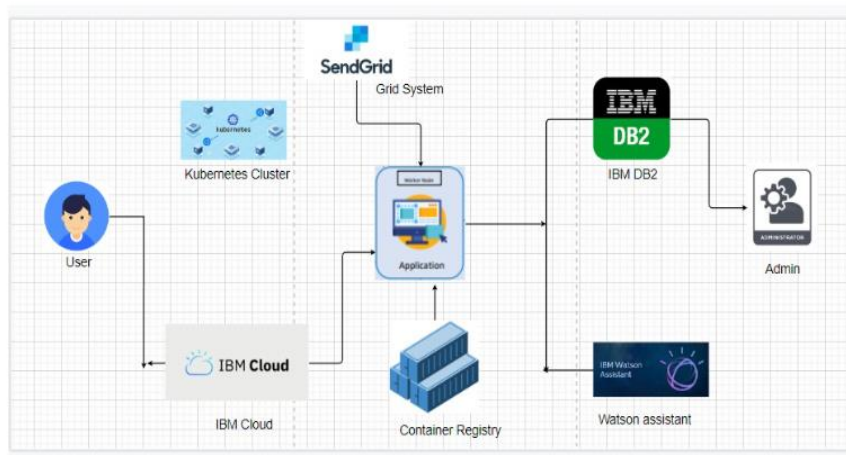 SendGrid
Grid System
kubernetes
Kubernetes Cluster
IBM
DB2
IBM DB2
Worker Node
Application
User
ADMINISTRATOR
Admin
IBM Cloud
IBM Cloud
Container Registry
IBM Watson
Assistant
Watson assistant